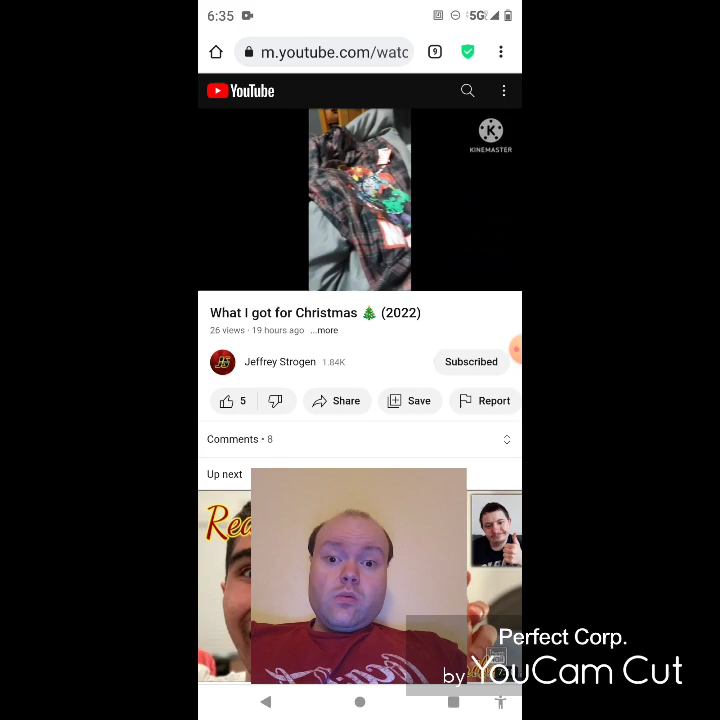 6:35
5G
m.youtube.com/watc
9
YouTube
K
KINEMASTER
What I got for Christmas 🎄 (2022)
26 views · 19 hours ago ...more
Jeffrey Strogen 1.84K
Subscribed
5
Share
Save
Report
Comments • 8
Up next
Rea
Perfect Corp.
by YouCam Cut